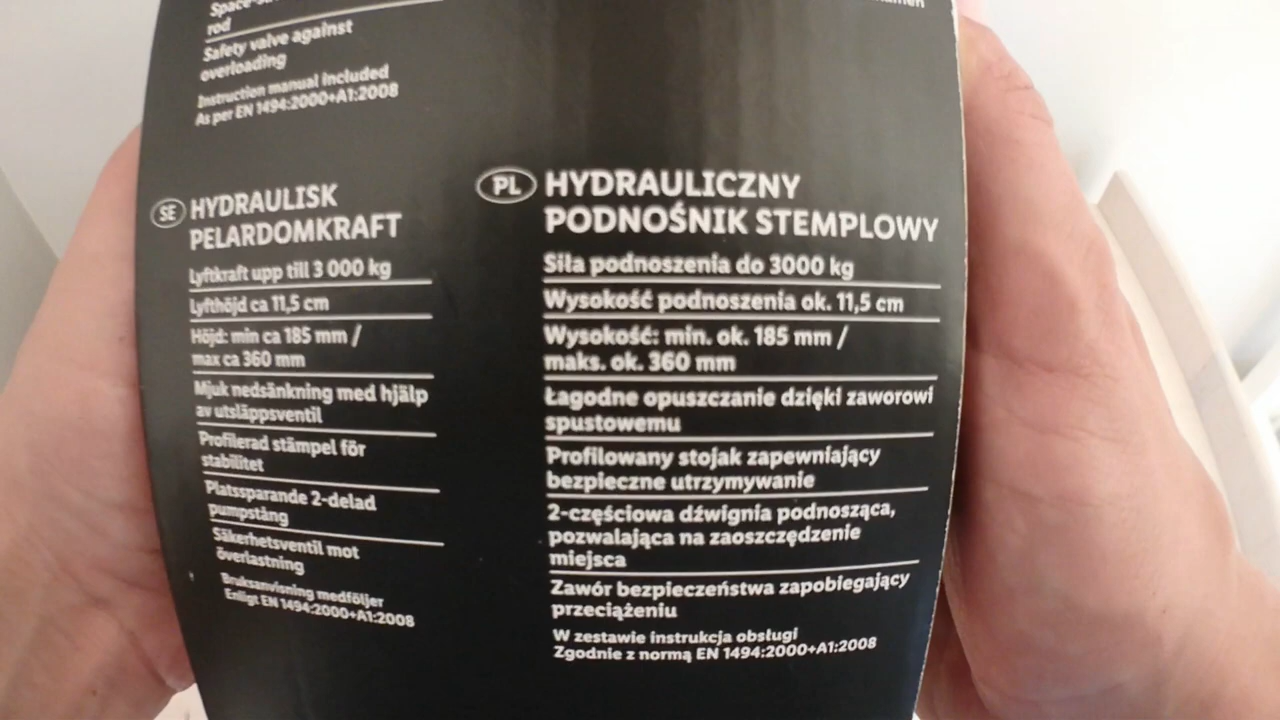 Space-
rod
Safety valve against
overloading
Instruction manual included
As per EN 1494:2000+A1:2008
SE HYDRAULISK
PELARDOMKRAFT
Lyftkraft upp till 3 000 kg
Lyfthöjd ca 11,5 cm
Höjd: min ca 185 mm /
max ca 360 mm
Mjuk nedsänkning med hjälp
av utsläppsventil
Profilerad stämpel för
stabilitet
Platssparande 2-delad
pumpstång
Säkerhetsventil mot
överlastning
Bruksanvisning medföljer
Enligt EN 1494:2000+A1:2008
PL HYDRAULICZNY
PODNOŚNIK STEMPLOWY
Siła podnoszenia do 3000 kg
Wysokość podnoszenia ok. 11,5 cm
Wysokość: min. ok. 185 mm /
maks. ok. 360 mm
Łagodne opuszczanie dzięki zaworowi
spustowemu
Profilowany stojak zapewniający
bezpieczne utrzymywanie
2-częściowa dźwignia podnosząca,
pozwalająca na zaoszczędzenie
miejsca
Zawór bezpieczeństwa zapobiegający
przeciążeniu
W zestawie instrukcja obsługi
Zgodnie z normą EN 1494:2000+A1:2008